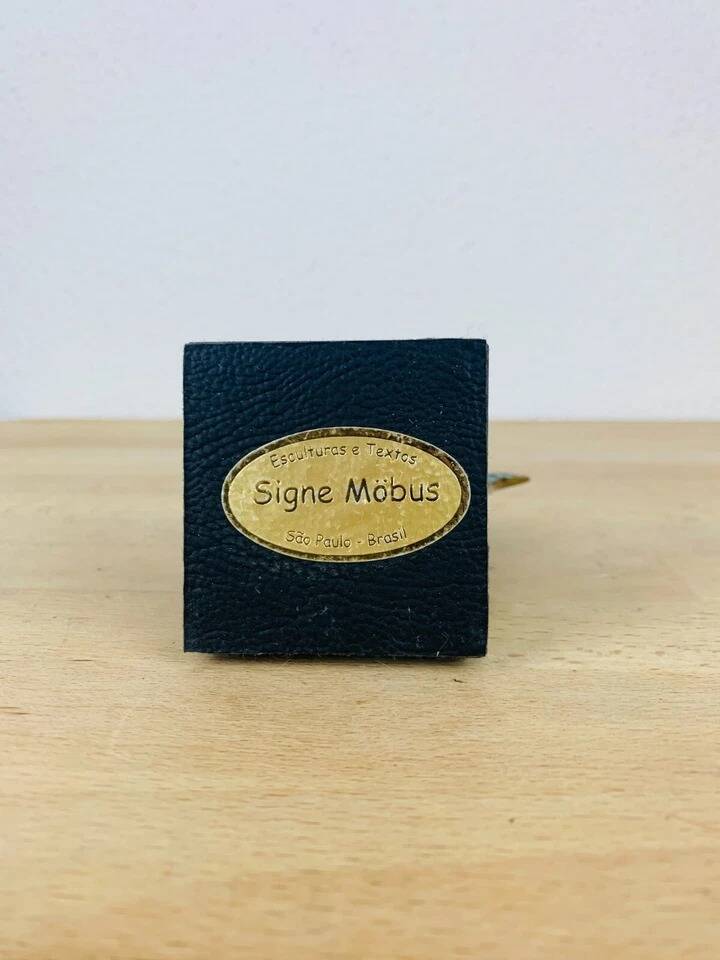 Esculturas e Textos
Signe Möbus
São Paulo - Brasil